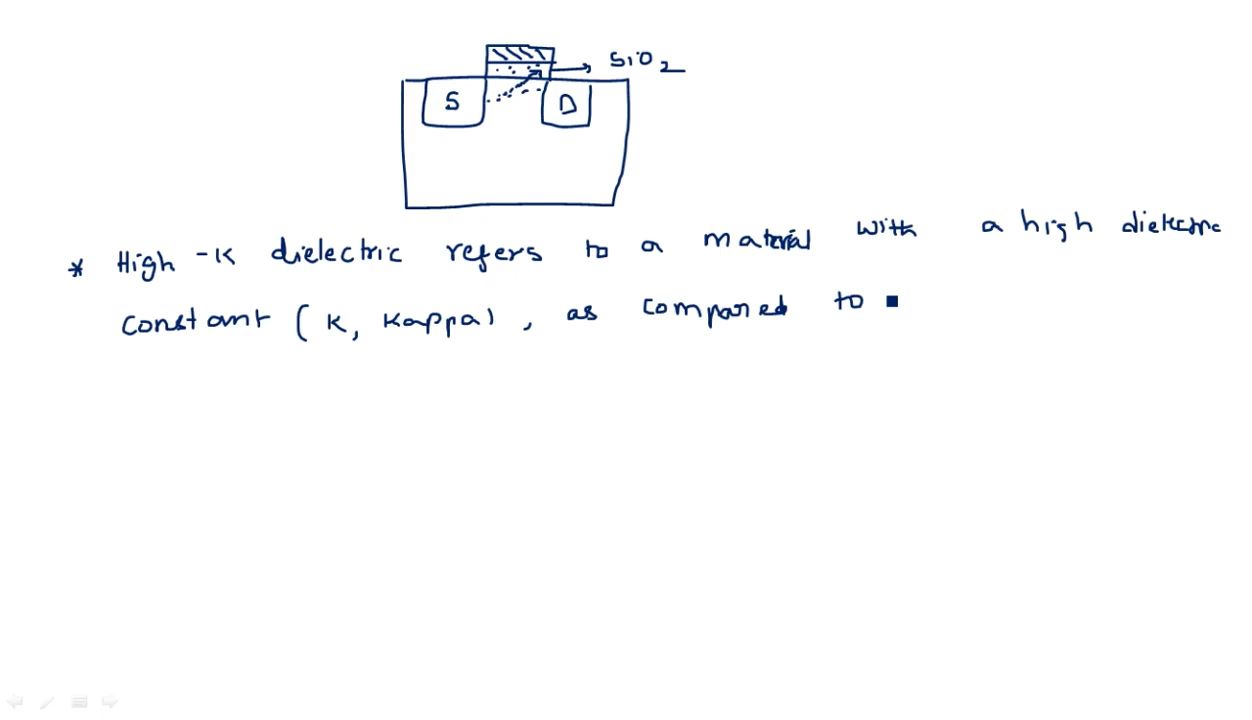 SiO2
S D
* High-K dielectric refers to a material with a high dielectric
constant (K, Kappa), as compared to